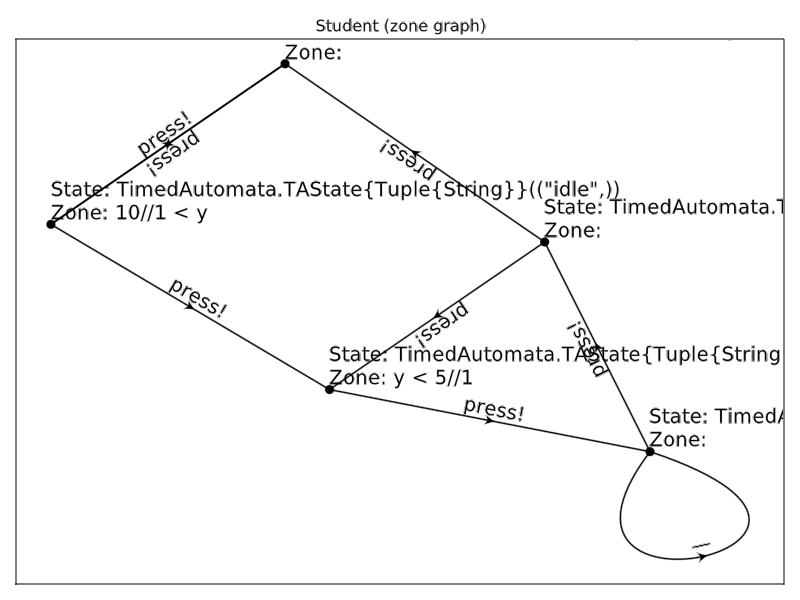 Student (zone graph)
Zone:
press!
press!
press!
State: TimedAutomata.TAState{Tuple{String}}(("idle",))
Zone: 10//1 < y
State: TimedAutomata.T
Zone:
press!
press!
press!
State: TimedAutomata.TAState{Tuple{String
Zone: y < 5//1
press!
State: TimedA
Zone: